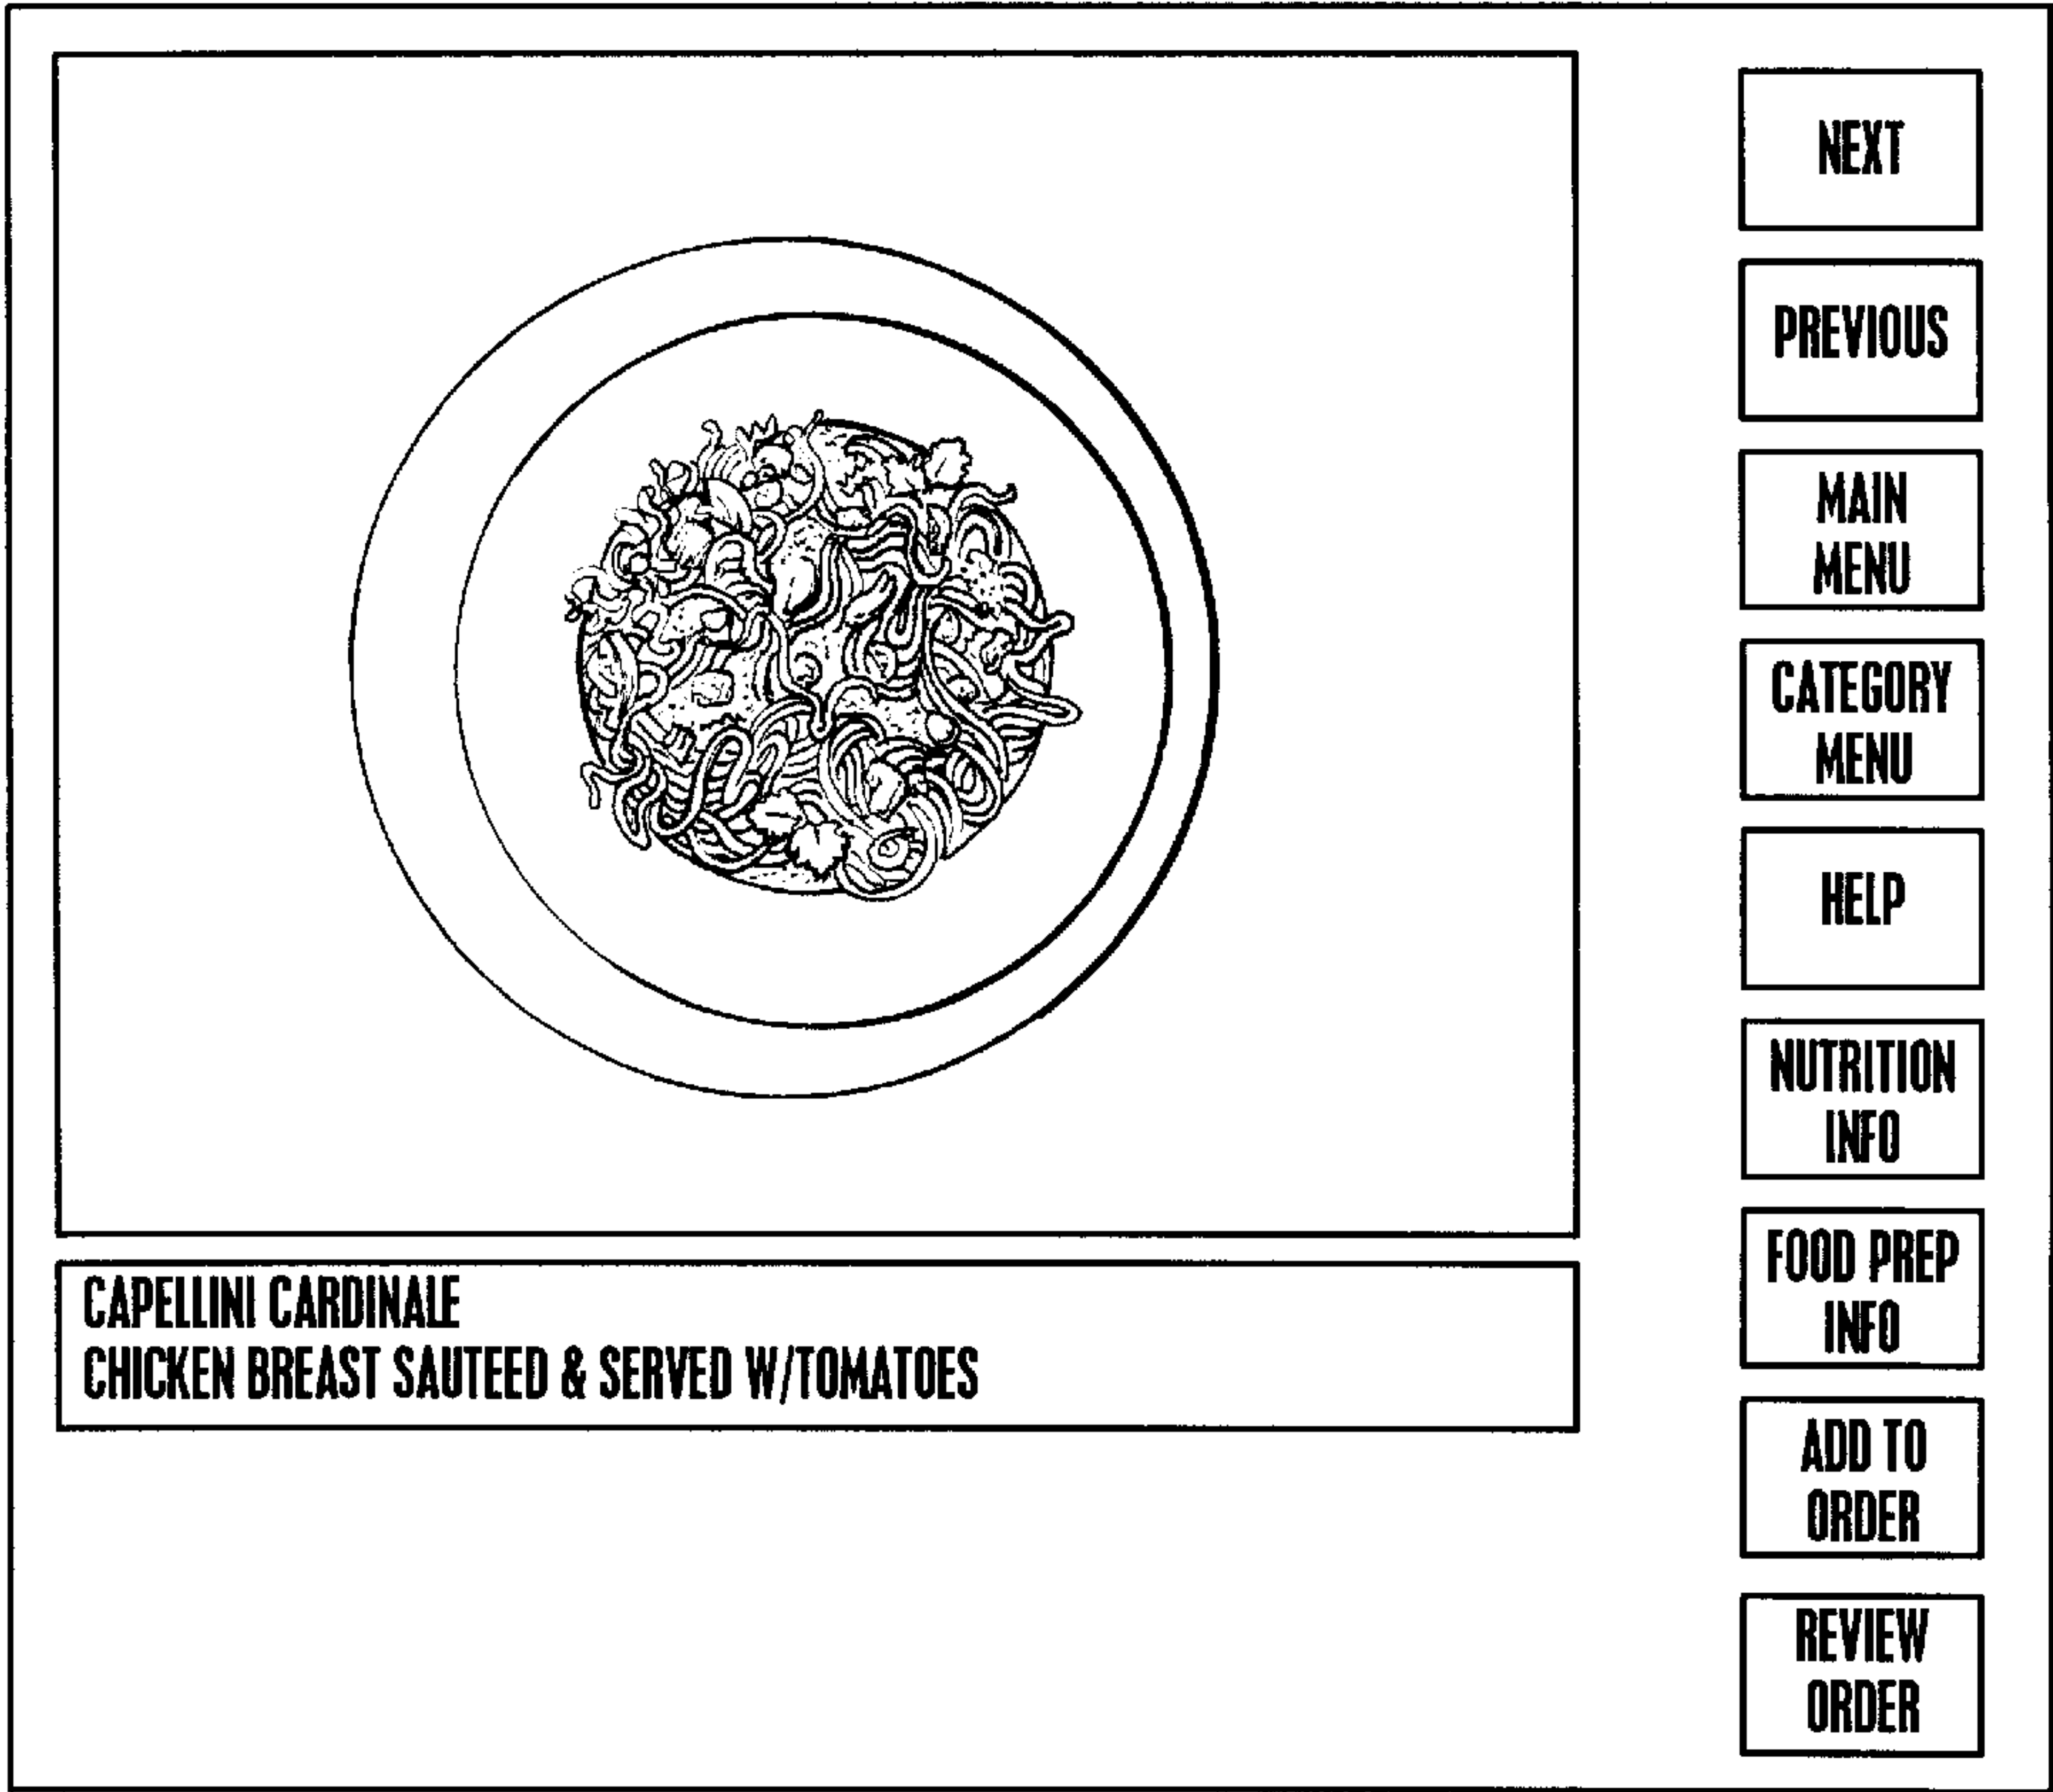 NEXT
PREVIOUS
MAIN
MENU
CATEGORY
MENU
HELP
NUTRITION
INFO
FOOD PREP
INFO
ADD TO
ORDER
REVIEW
ORDER
CAPELLINI CARDINALE
CHICKEN BREAST SAUTEED & SERVED W/TOMATOES